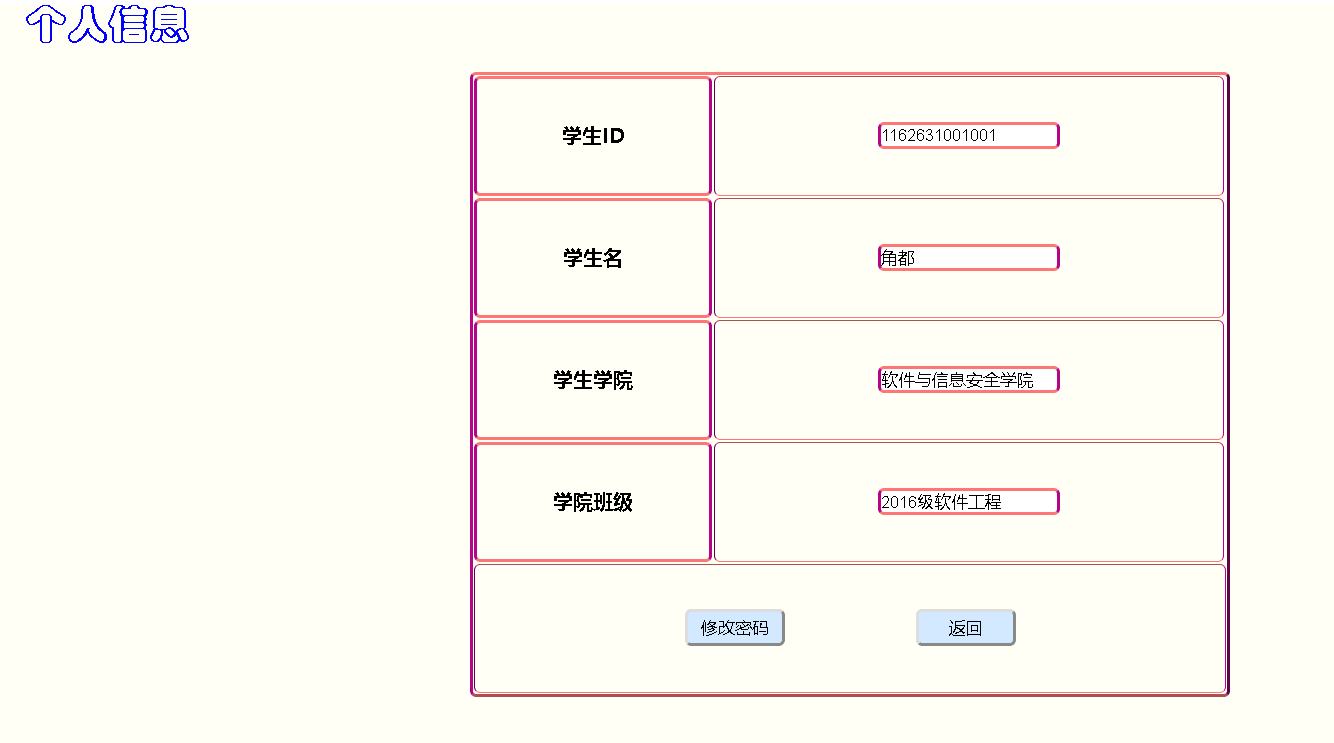 个人信息
学生ID 1162631001001
学生名 角都
学生学院 软件与信息安全学院
学院班级 2016级软件工程
修改密码 返回